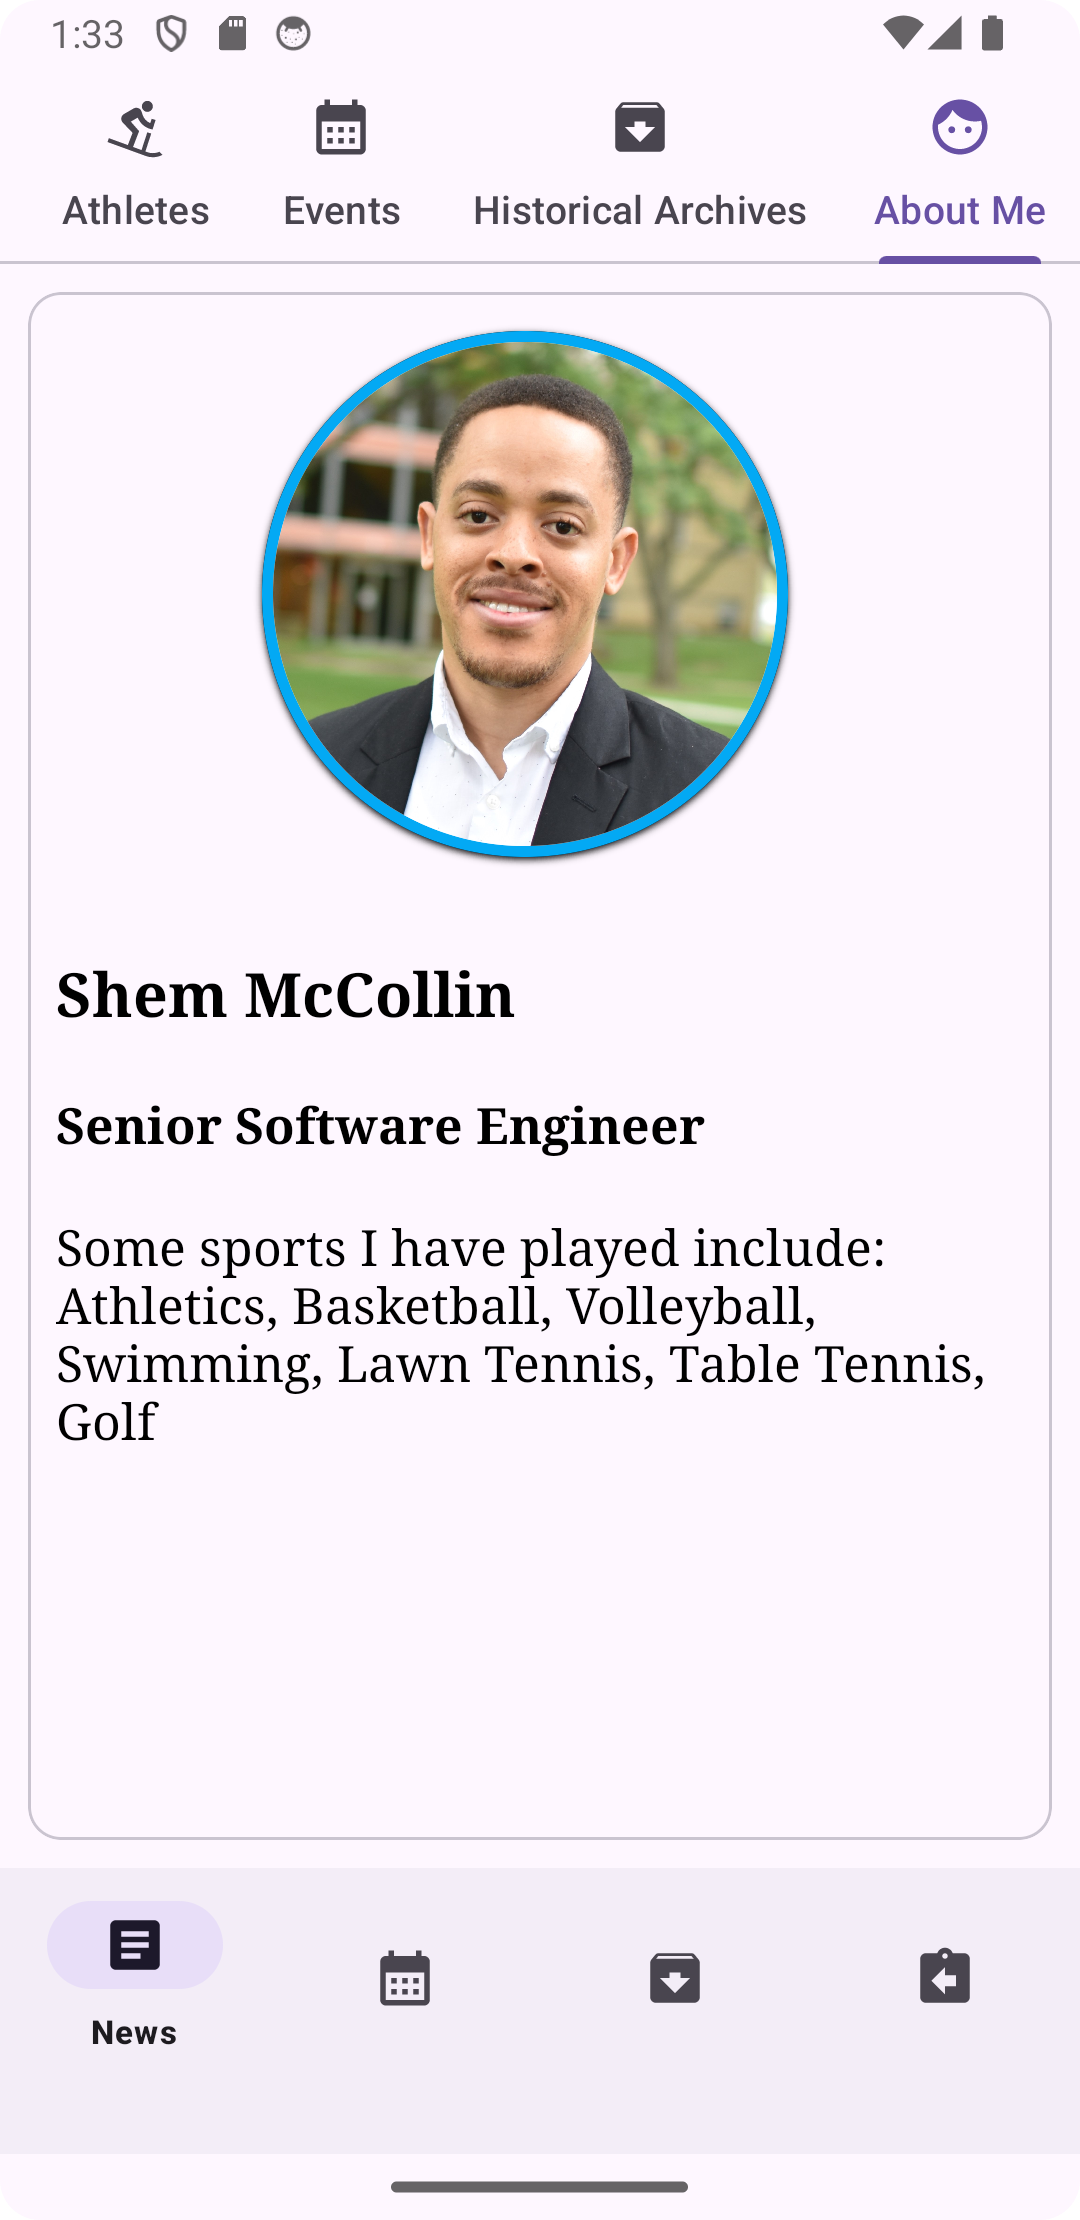 1:33
Athletes
Events
Historical Archives
About Me
Shem McCollin
Senior Software Engineer
Some sports I have played include:
Athletics, Basketball, Volleyball,
Swimming, Lawn Tennis, Table Tennis,
Golf
News